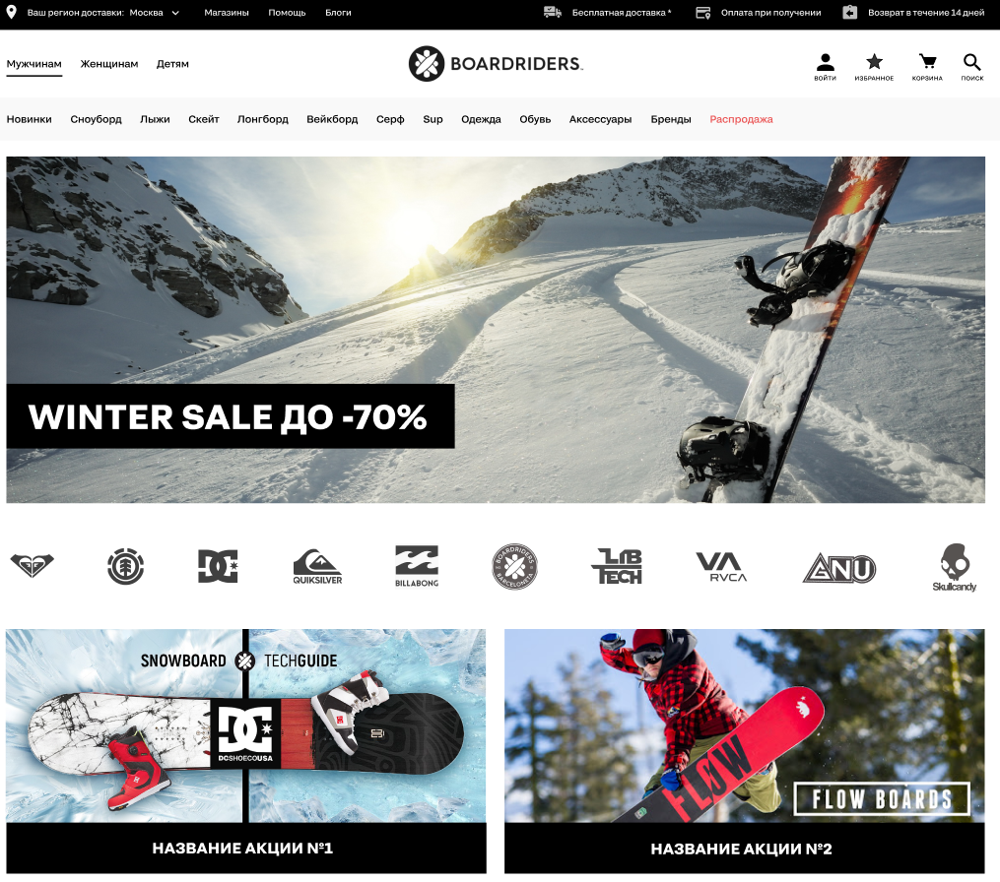 Ваш регион доставки: Москва
Магазины
Помощь
Блоги
Бесплатная доставка *
Оплата при получении
Возврат в течение 14 дней
Мужчинам
Женщинам
Детям
BOARDRIDERS
ВОЙТИ
ИЗБРАННОЕ
КОРЗИНА
ПОИСК
Новинки
Сноуборд
Лыжи
Скейт
Лонгборд
Вейкборд
Серф
Sup
Одежда
Обувь
Аксессуары
Бренды
Распродажа
WINTER SALE ДО -70%
DC
QUIKSILVER
BILLABONG
BOARDRIDERS
BARCELONETA
LIB
TECH
VA
RVCA
GNU
Skullcandy
SNOWBOARD TECHGUIDE
DC
DCSHOECOUSA
FLOW
FLOW BOARDS
НАЗВАНИЕ АКЦИИ №1
НАЗВАНИЕ АКЦИИ №2